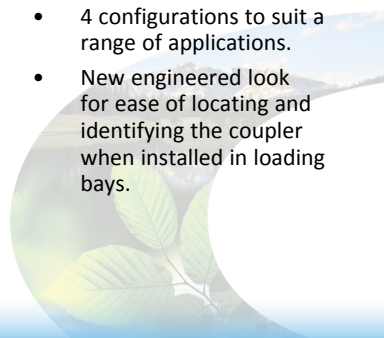 • 4 configurations to suit a
range of applications.
• New engineered look
for ease of locating and
identifying the coupler
when installed in loading
bays.